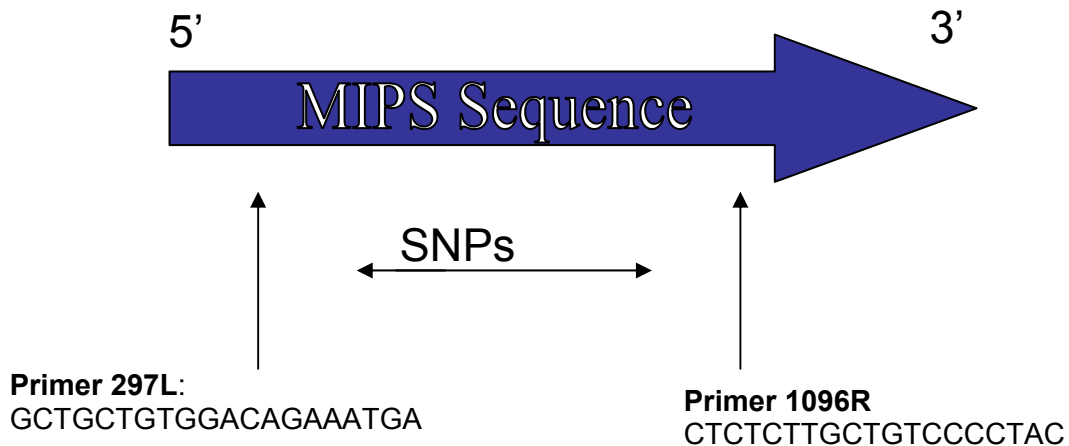 5’
3’
MIPS Sequence
SNPs
Primer 297L:
GCTGCTGTGGACAGAAATGA
Primer 1096R
CTCTCTTGCTGTCCCCTAC